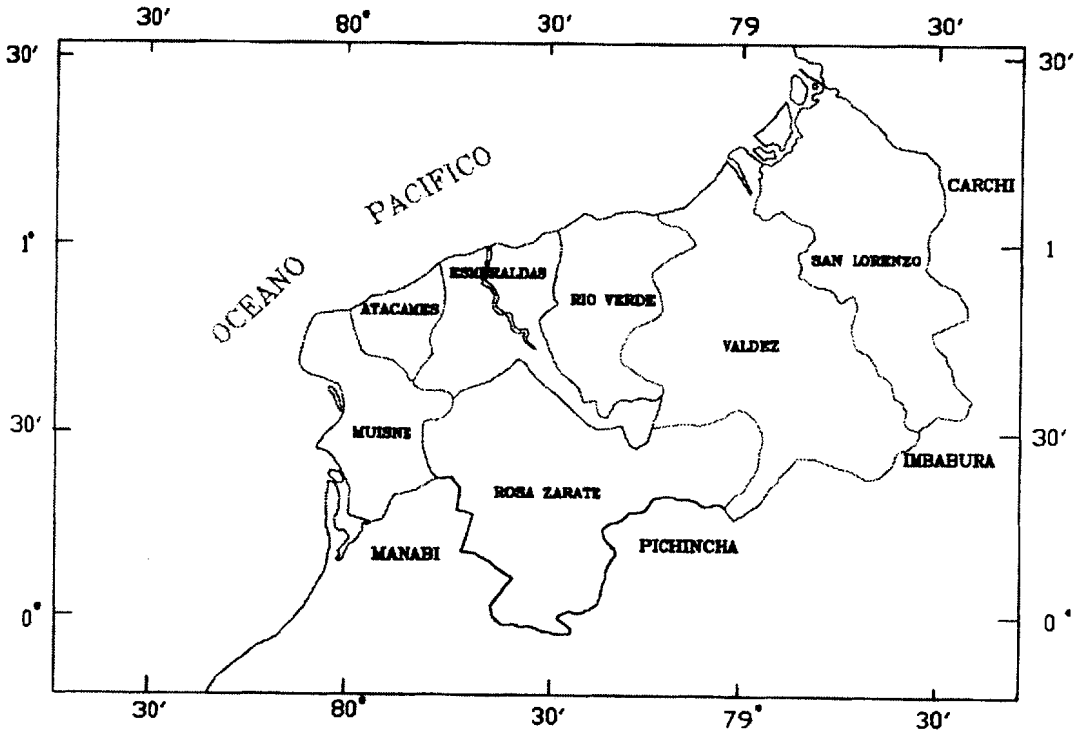 30' 80° 30' 79 30'
30' 30'
PACIFICO
CARCHI
1° 1
OCEANO
ESMERALDAS
SAN LORENZO
ATACAMES
RIO VERDE
VALDEZ
30' 30'
MUISNE
IMBABURA
ROSA ZARATE
MANABI
PICHINCHA
0° 0°
30' 80° 30' 79° 30'